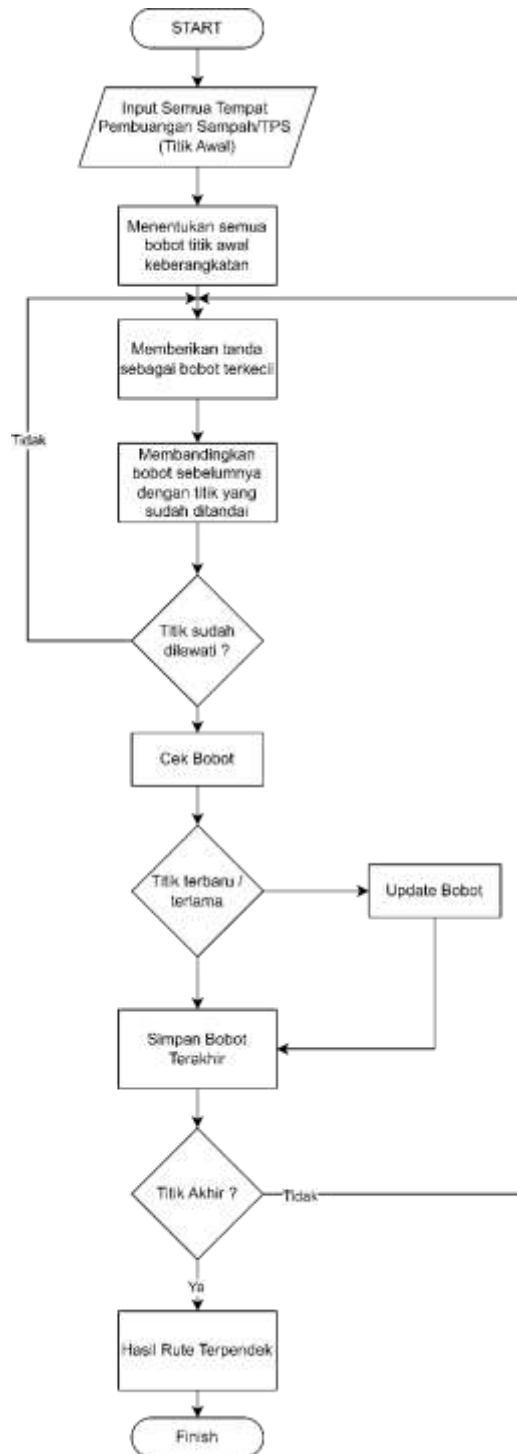 START
Input Semua Tempat
Pembuangan Sampah/TPS
(Titik Awal)
Menentukan semua
bobot titik awal
keberangkatan
Memberikan tanda
sebagai bobot terkecil
Tidak
Membandingkan
bobot sebelumnya
dengan titik yang
sudah ditandai
Titik sudah
dilewati ?
Cek Bobot
Titik terbaru /
terlama
Update Bobot
Simpan Bobot
Terakhir
Titik Akhir ?
Tidak
Ya
Hasil Rute Terpendek
Finish